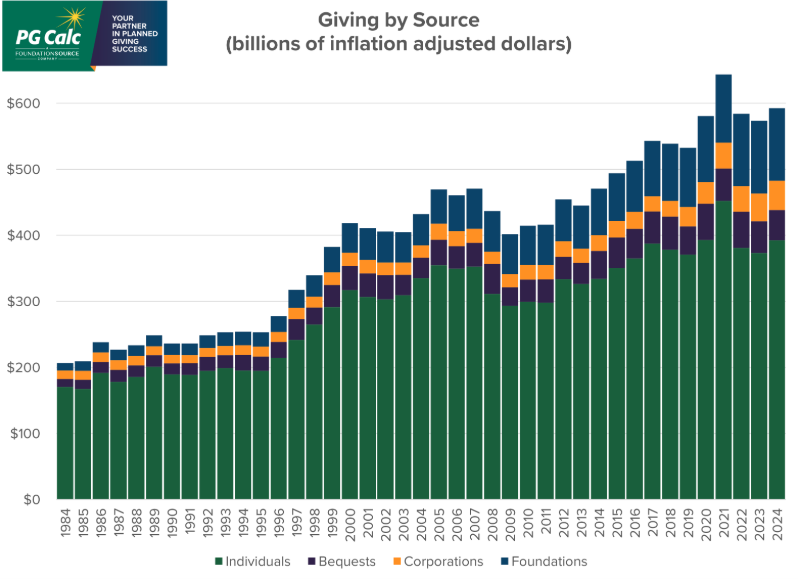 PG Calc
A
FOUNDATIONSOURCE
COMPANY
YOUR
PARTNER
IN PLANNED
GIVING
SUCCESS
Giving by Source
(billions of inflation adjusted dollars)
$600
$500
$400
$300
$200
$100
$0
1984 1985 1986 1987 1988 1989 1990 1991 1992 1993 1994 1995 1996 1997 1998 1999 2000 2001 2002 2003 2004 2005 2006 2007 2008 2009 2010 2011 2012 2013 2014 2015 2016 2017 2018 2019 2020 2021 2022 2023 2024
Individuals Bequests Corporations Foundations